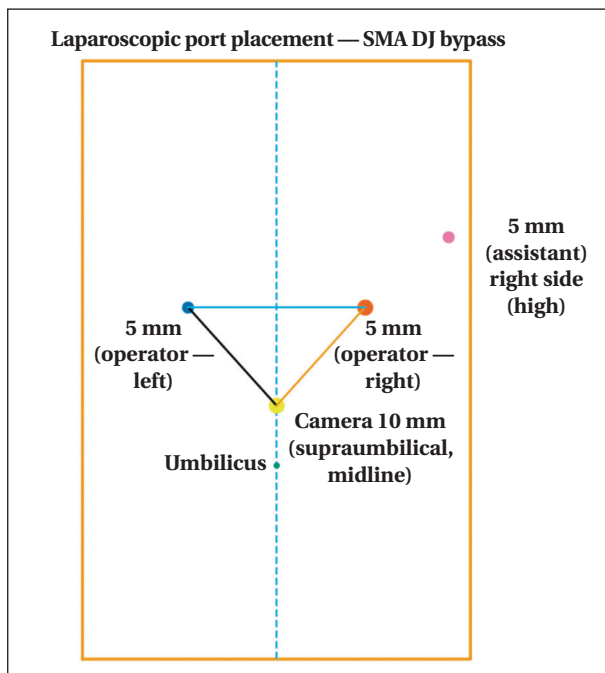 Laparoscopic port placement — SMA DJ bypass
5 mm
(assistant)
right side
(high)
5 mm
(operator —
left)
5 mm
(operator —
right)
Camera 10 mm
(supraumbilical,
midline)
Umbilicus